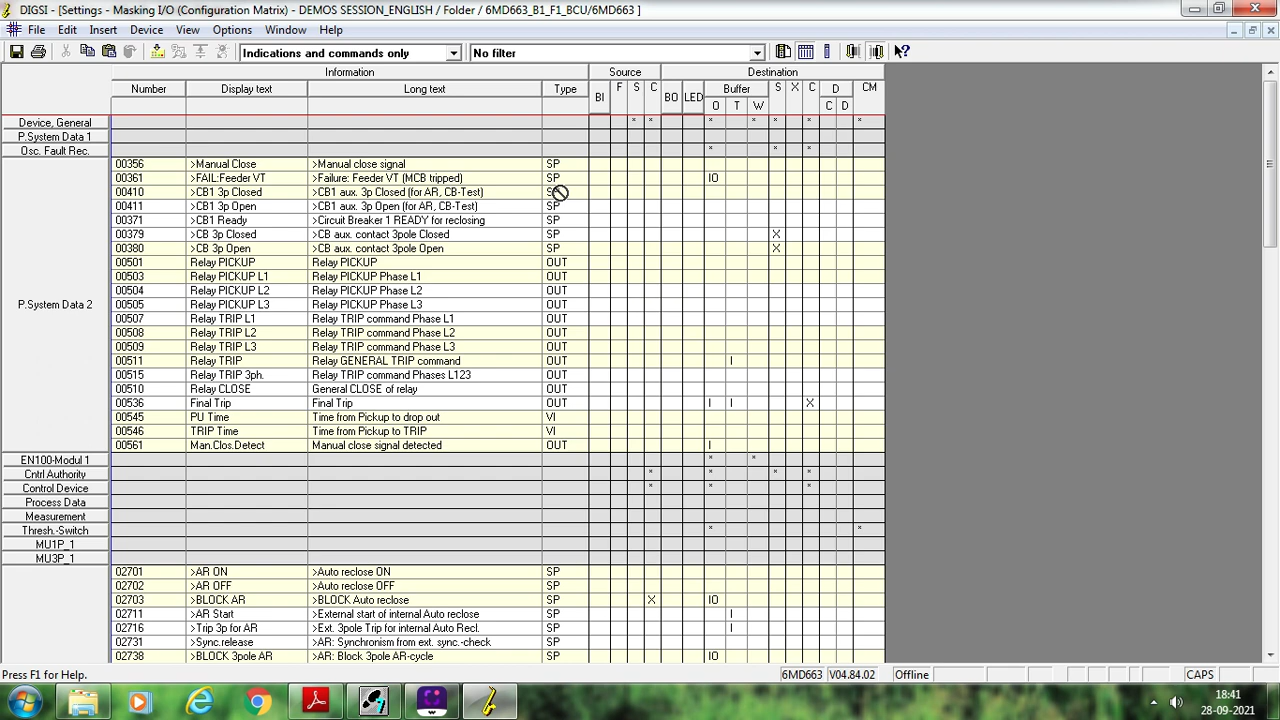 DIGSI - [Settings - Masking I/O (Configuration Matrix) - DEMOS SESSION_ENGLISH / Folder / 6MD663_B1_F1_BCU/6MD663 ]
File Edit Insert Device View Options Window Help
Indications and commands only No filter
Information Source Destination
Number Display text Long text Type BI F S C BO LED Buffer S X C D CM
O T W C D
Device, General * * * * * * *
P.System Data 1
Osc. Fault Rec. * * *
00356 >Manual Close >Manual close signal SP
00361 >FAIL:Feeder VT >Failure: Feeder VT (MCB tripped) SP IO
00410 >CB1 3p Closed >CB1 aux. 3p Closed (for AR, CB-Test)
00411 >CB1 3p Open >CB1 aux. 3p Open (for AR, CB-Test) SP
00371 >CB1 Ready >Circuit Breaker 1 READY for reclosing SP
00379 >CB 3p Closed >CB aux. contact 3pole Closed SP X
00380 >CB 3p Open >CB aux. contact 3pole Open SP X
00501 Relay PICKUP Relay PICKUP OUT
00503 Relay PICKUP L1 Relay PICKUP Phase L1 OUT
00504 Relay PICKUP L2 Relay PICKUP Phase L2 OUT
P.System Data 2 00505 Relay PICKUP L3 Relay PICKUP Phase L3 OUT
00507 Relay TRIP L1 Relay TRIP command Phase L1 OUT
00508 Relay TRIP L2 Relay TRIP command Phase L2 OUT
00509 Relay TRIP L3 Relay TRIP command Phase L3 OUT
00511 Relay TRIP Relay GENERAL TRIP command OUT I
00515 Relay TRIP 3ph. Relay TRIP command Phases L123 OUT
00510 Relay CLOSE General CLOSE of relay OUT
00536 Final Trip Final Trip OUT I I X
00545 PU Time Time from Pickup to drop out VI
00546 TRIP Time Time from Pickup to TRIP VI
00561 Man.Clos.Detect Manual close signal detected OUT I
EN100-Modul 1 * *
Cntrl Authority * * * *
Control Device * * *
Process Data
Measurement
Thresh.-Switch * *
MU1P_1
MU3P_1
02701 >AR ON >Auto reclose ON SP
02702 >AR OFF >Auto reclose OFF SP
02703 >BLOCK AR >BLOCK Auto reclose SP X IO
02711 >AR Start >External start of internal Auto reclose SP I
02716 >Trip 3p for AR >Ext. 3pole Trip for internal Auto Recl. SP I
02731 >Sync.release >AR: Synchronism from ext. sync.-check SP
02738 >BLOCK 3pole AR >AR: Block 3pole AR-cycle SP IO
Press F1 for Help. 6MD663 V04.84.02 Offline CAPS
18:41
28-09-2021